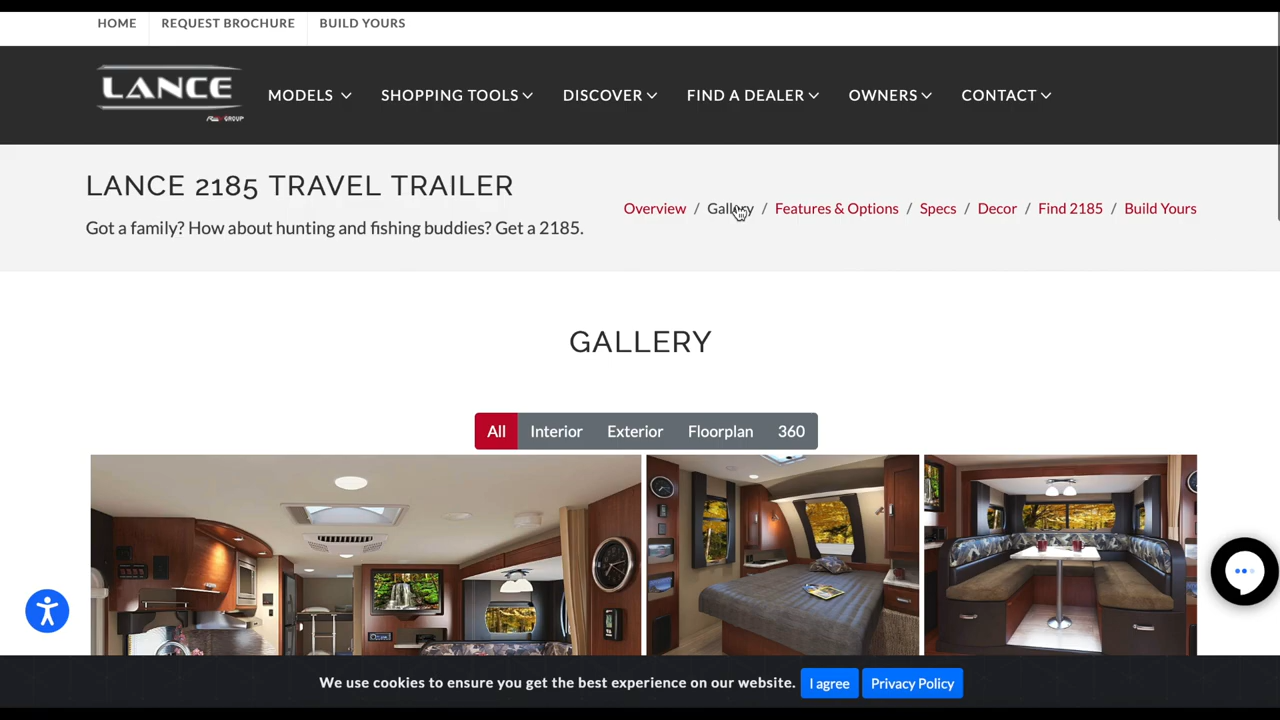 HOME REQUEST BROCHURE BUILD YOURS
LANCE
GROUP
MODELS SHOPPING TOOLS DISCOVER FIND A DEALER OWNERS CONTACT
LANCE 2185 TRAVEL TRAILER
Got a family? How about hunting and fishing buddies? Get a 2185.
Overview / Gallery / Features & Options / Specs / Decor / Find 2185 / Build Yours
GALLERY
All Interior Exterior Floorplan 360
We use cookies to ensure you get the best experience on our website. I agree Privacy Policy